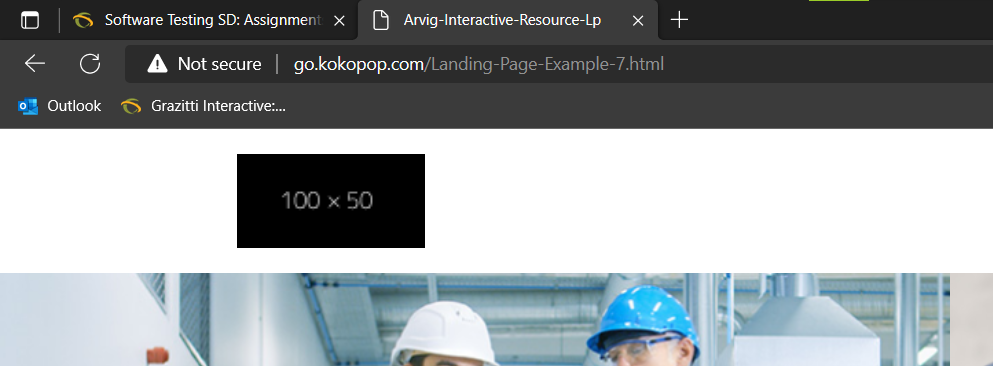 Software Testing SD: Assignment
Arvig-Interactive-Resource-Lp
Not secure | go.kokopop.com/Landing-Page-Example-7.html
Outlook
Grazitti Interactive:...
100 × 50